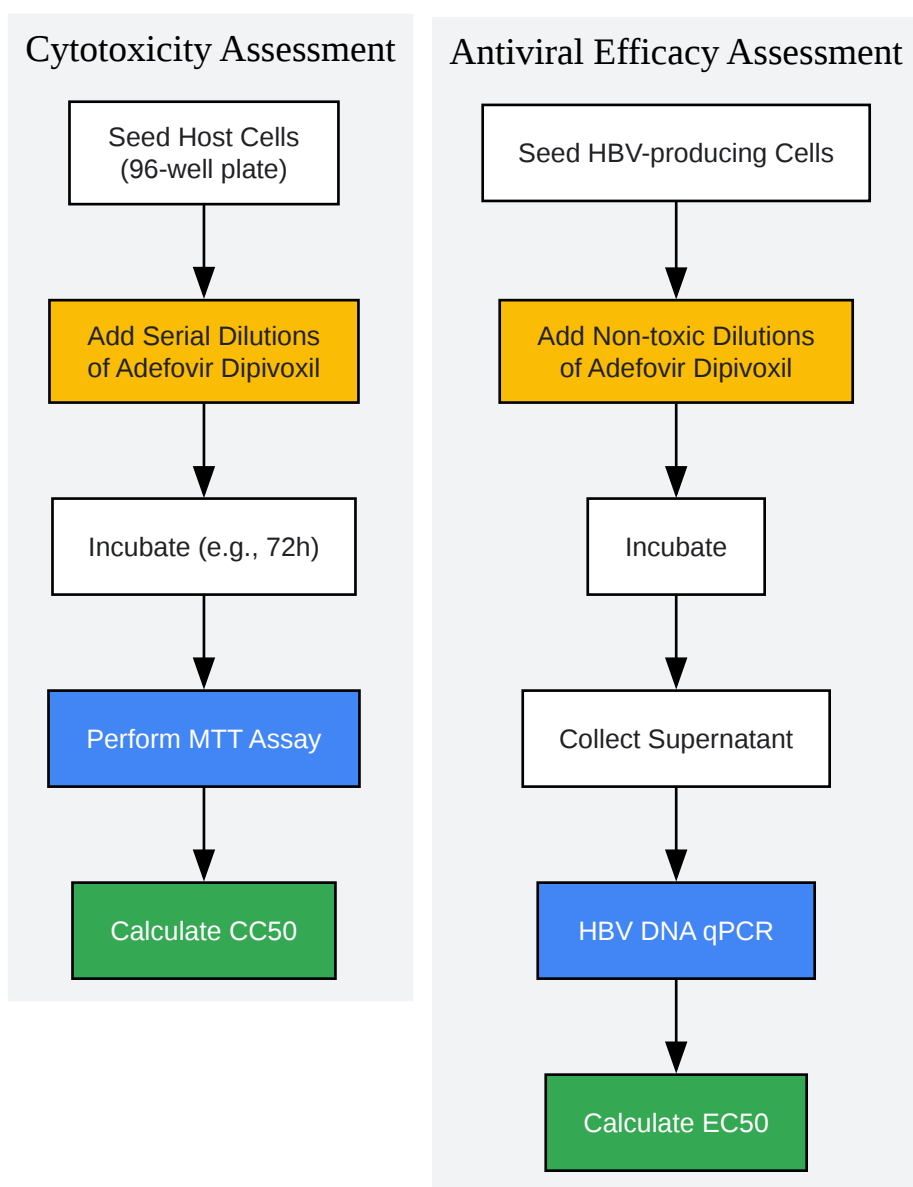 Cytotoxicity Assessment
Seed Host Cells
(96-well plate)
Add Serial Dilutions
of Adefovir Dipivoxil
Incubate (e.g., 72h)
Perform MTT Assay
Calculate CC50
Antiviral Efficacy Assessment
Seed HBV-producing Cells
Add Non-toxic Dilutions
of Adefovir Dipivoxil
Incubate
Collect Supernatant
HBV DNA qPCR
Calculate EC50